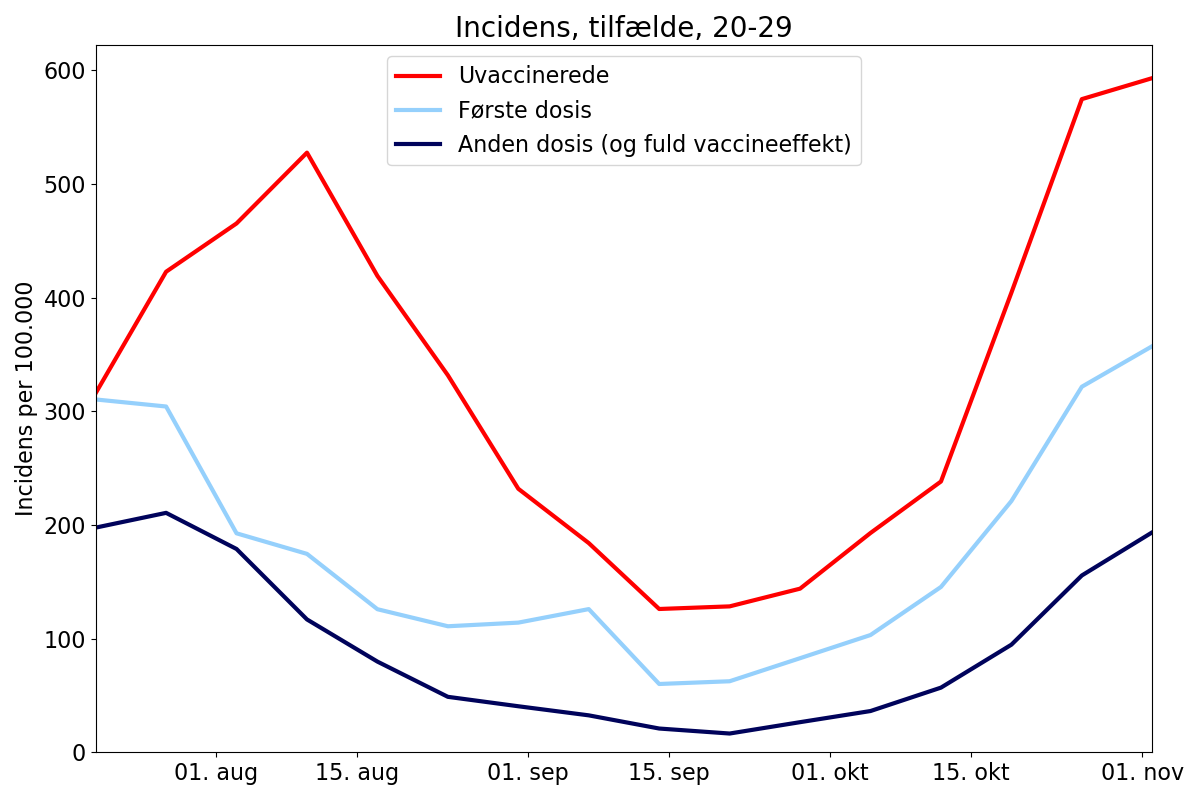 Incidens, tilfælde, 20-29
Uvaccinerede
Første dosis
Anden dosis (og fuld vaccineeffekt)
Incidens per 100.000
600
500
400
300
200
100
0
01. aug
15. aug
01. sep
15. sep
01. okt
15. okt
01. nov